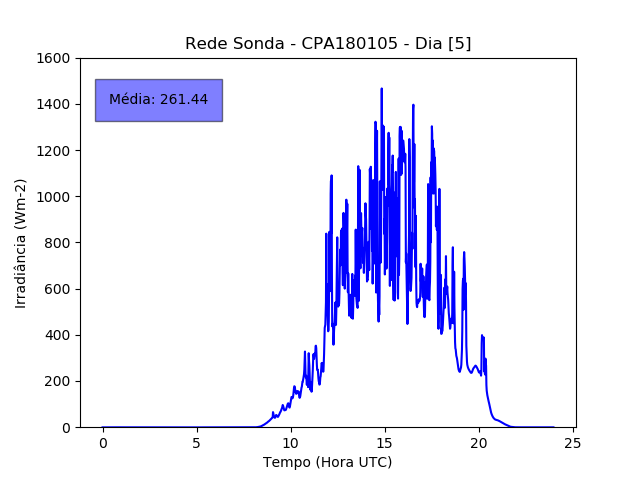 Rede Sonda - CPA180105 - Dia [5]
Média: 261.44
Irradiância (Wm-2)
1600
1400
1200
1000
800
600
400
200
0
0 5 10 15 20 25
Tempo (Hora UTC)